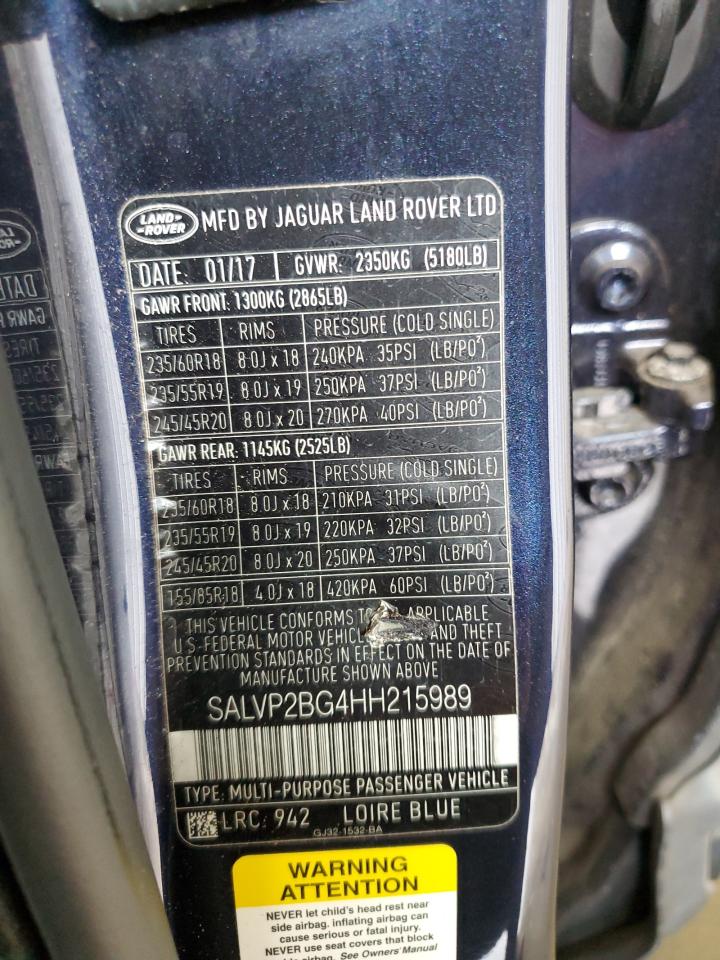 LAND ROVER MFD BY JAGUAR LAND ROVER LTD
DATE: 01/17 GVWR: 2350KG (5180LB)
GAWR FRONT: 1300KG (2865LB)
TIRES RIMS PRESSURE (COLD SINGLE)
235/60R18 8.0J x 18 240KPA 35PSI (LB/PO²)
235/55R19 8.0J x 19 250KPA 37PSI (LB/PO²)
245/45R20 8.0J x 20 270KPA 40PSI (LB/PO²)
GAWR REAR: 1145KG (2525LB)
TIRES RIMS PRESSURE (COLD SINGLE)
235/60R18 8.0J x 18 210KPA 31PSI (LB/PO²)
235/55R19 8.0J x 19 220KPA 32PSI (LB/PO²)
245/45R20 8.0J x 20 250KPA 37PSI (LB/PO²)
155/85R18 4.0J x 18 420KPA 60PSI (LB/PO²)
THIS VEHICLE CONFORMS APPLICABLE
U.S-FEDERAL MOTOR AND THEFT
PREVENTION STANDARDS IN EFFECT ON THE DATE OF
MANUFACTURE SHOWN ABOVE
SALVP2BG4HH215989
TYPE: MULTI-PURPOSE PASSENGER VEHICLE
LRC: 942 LOIRE BLUE
GJ32-1532-BA
WARNING
ATTENTION
NEVER let child's head rest near
side airbag, inflating airbag can
cause serious or fatal injury.
NEVER use seat covers that block
airbag. See Owners Manual